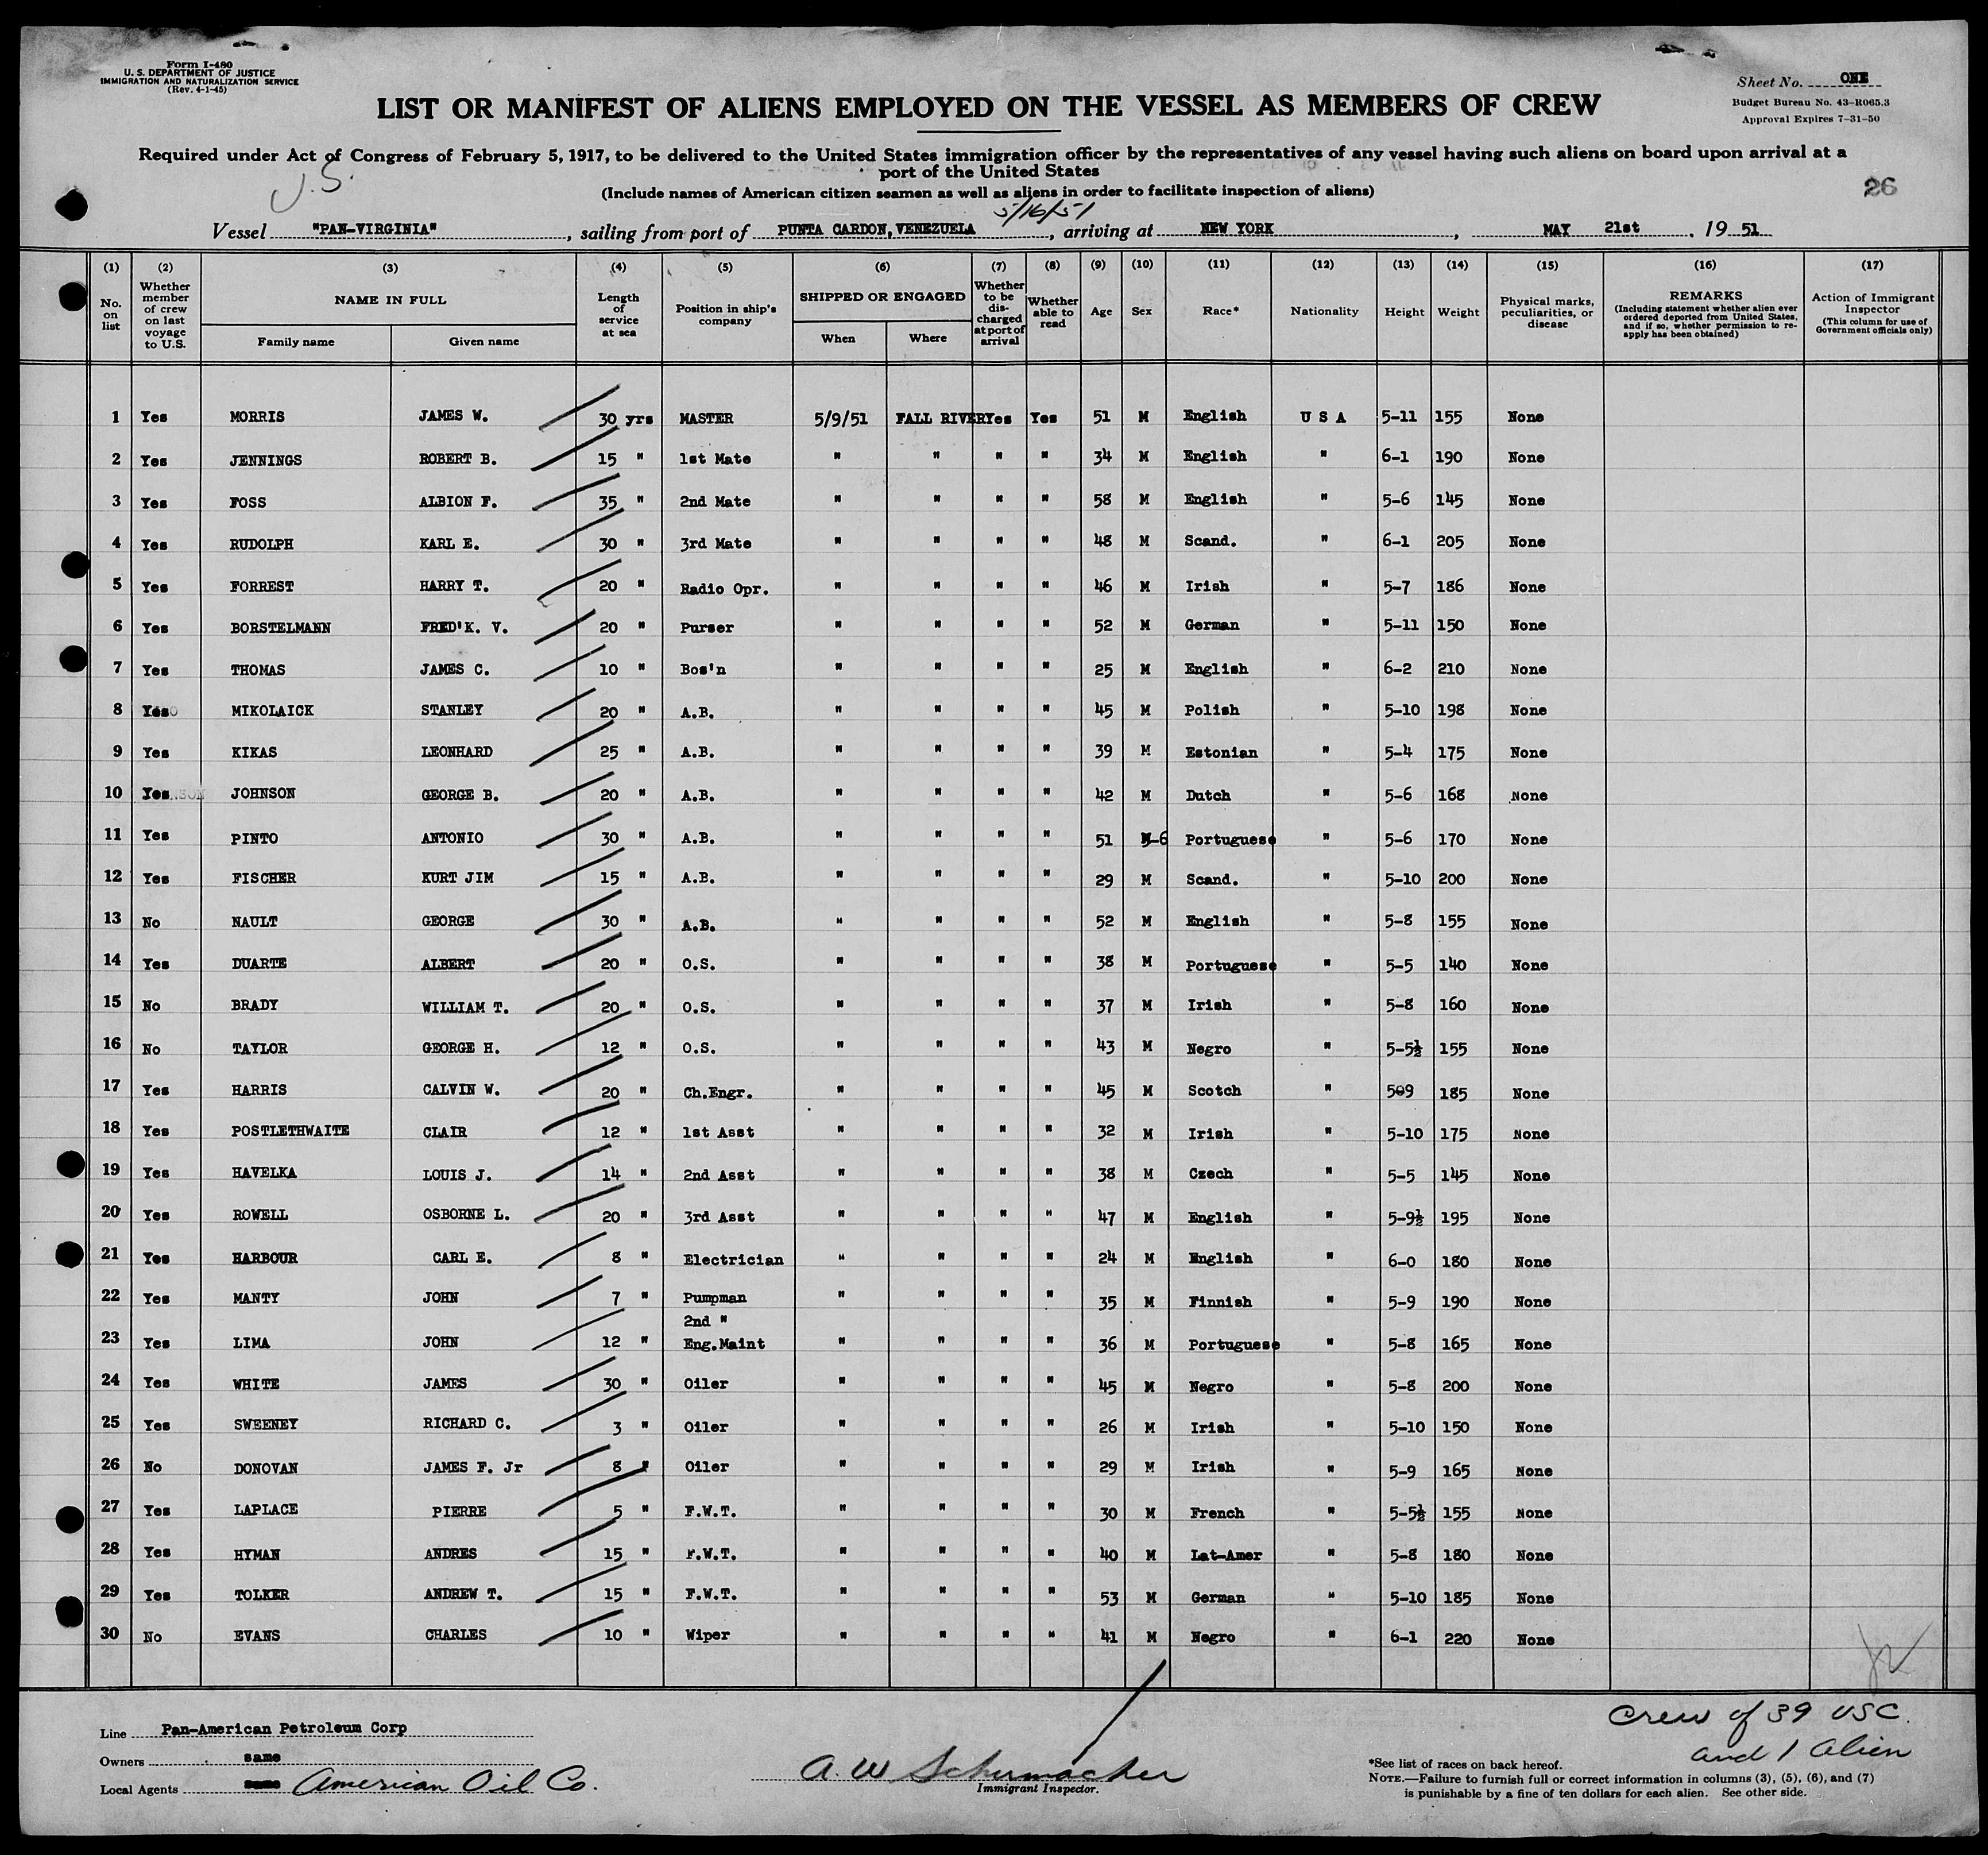 Form I-480
U. S. DEPARTMENT OF JUSTICE
IMMIGRATION AND NATURALIZATION SERVICE
(Rev. 4-1-45)
Sheet No. ONE
Budget Bureau No. 43-R065.3
Approval Expires 7-31-50
LIST OR MANIFEST OF ALIENS EMPLOYED ON THE VESSEL AS MEMBERS OF CREW
Required under Act of Congress of February 5, 1917, to be delivered to the United States immigration officer by the representatives of any vessel having such aliens on board upon arrival at a
port of the United States
(Include names of American citizen seamen as well as aliens in order to facilitate inspection of aliens)
U.S.
26
5/16/51
Vessel "PAN-VIRGINIA", sailing from port of PUNTA CARDON, VENEZUELA, arriving at NEW YORK, MAY 21st, 19 51
(1) (2) (3) (4) (5) (6) (7) (8) (9) (10) (11) (12) (13) (14) (15) (16) (17)
No. on list
Whether member of crew on last voyage to U.S.
NAME IN FULL
Family name
Given name
Length of service at sea
Position in ship's company
SHIPPED OR ENGAGED
When
Where
Whether to be discharged at port of arrival
Whether able to read
Age
Sex
Race*
Nationality
Height
Weight
Physical marks, peculiarities, or disease
REMARKS
(Including statement whether alien ever ordered deported from United States, and if so, whether permission to re-apply has been obtained)
Action of Immigrant Inspector
(This column for use of Government officials only)
1 Yes MORRIS JAMES W. 30 yrs MASTER 5/9/51 FALL RIVER Yes Yes 51 M English U S A 5-11 155 None
2 Yes JENNINGS ROBERT B. 15 " 1st Mate " " " " 34 M English " 6-1 190 None
3 Yes FOSS ALBION F. 35 " 2nd Mate " " " " 58 M English " 5-6 145 None
4 Yes RUDOLPH KARL E. 30 " 3rd Mate " " " " 48 M Scand. " 6-1 205 None
5 Yes FORREST HARRY T. 20 " Radio Opr. " " " " 46 M Irish " 5-7 186 None
6 Yes BORSTELMANN FRED'K. V. 20 " Purser " " " " 52 M German " 5-11 150 None
7 Yes THOMAS JAMES C. 10 " Bos'n " " " " 25 M English " 6-2 210 None
8 Yes MIKOLAICK STANLEY 20 " A.B. " " " " 45 M Polish " 5-10 198 None
9 Yes KIKAS LEONHARD 25 " A.B. " " " " 39 M Estonian " 5-4 175 None
10 Yes JOHNSON GEORGE B. 20 " A.B. " " " " 42 M Dutch " 5-6 168 None
11 Yes PINTO ANTONIO 30 " A.B. " " " " 51 M Portuguese " 5-6 170 None
12 Yes FISCHER KURT JIM 15 " A.B. " " " " 29 M Scand. " 5-10 200 None
13 No NAULT GEORGE 30 " A.B. " " " " 52 M English " 5-8 155 None
14 Yes DUARTE ALBERT 20 " O.S. " " " " 38 M Portuguese " 5-5 140 None
15 No BRADY WILLIAM T. 20 " O.S. " " " " 37 M Irish " 5-8 160 None
16 No TAYLOR GEORGE H. 12 " O.S. " " " " 43 M Negro " 5-5½ 155 None
17 Yes HARRIS CALVIN W. 20 " Ch.Engr. " " " " 45 M Scotch " 5-9 185 None
18 Yes POSTLETHWAITE CLAIR 12 " 1st Asst " " " " 32 M Irish " 5-10 175 None
19 Yes HAVELKA LOUIS J. 14 " 2nd Asst " " " " 38 M Czech " 5-5 145 None
20 Yes ROWELL OSBORNE L. 20 " 3rd Asst " " " " 47 M English " 5-9½ 195 None
21 Yes HARBOUR CARL E. 8 " Electrician " " " " 24 M English " 6-0 180 None
22 Yes MANTY JOHN 7 " Pumpman " " " " 35 M Finnish " 5-9 190 None
2nd "
23 Yes LIMA JOHN 12 " Eng.Maint " " " " 36 M Portuguese " 5-8 165 None
24 Yes WHITE JAMES 30 " Oiler " " " " 45 M Negro " 5-8 200 None
25 Yes SWEENEY RICHARD C. 3 " Oiler " " " " 26 M Irish " 5-10 150 None
26 No DONOVAN JAMES F. Jr 8 " Oiler " " " " 29 M Irish " 5-9 165 None
27 Yes LAPLACE PIERRE 5 " F.W.T. " " " " 30 M French " 5-5½ 155 None
28 Yes HYMAN ANDRES 15 " F.W.T. " " " " 40 M Lat-Amer " 5-8 180 None
29 Yes TOLKER ANDREW T. 15 " F.W.T. " " " " 53 M German " 5-10 185 None
30 No EVANS CHARLES 10 " Wiper " " " " 41 M Negro " 6-1 220 None
Line Pan-American Petroleum Corp
Owners same
Local Agents same American Oil Co.
A. W Schumacher
Immigrant Inspector.
Crew of 39 USC.
and 1 Alien
*See list of races on back hereof.
NOTE.—Failure to furnish full or correct information in columns (3), (5), (6), and (7)
is punishable by a fine of ten dollars for each alien. See other side.